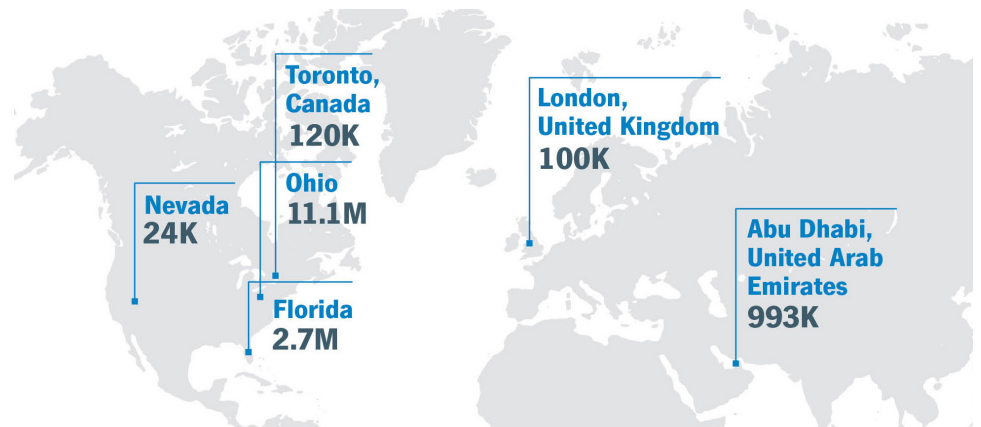 Toronto,
Canada
120K
Ohio
11.1M
Nevada
24K
Florida
2.7M
London,
United Kingdom
100K
Abu Dhabi,
United Arab
Emirates
993K